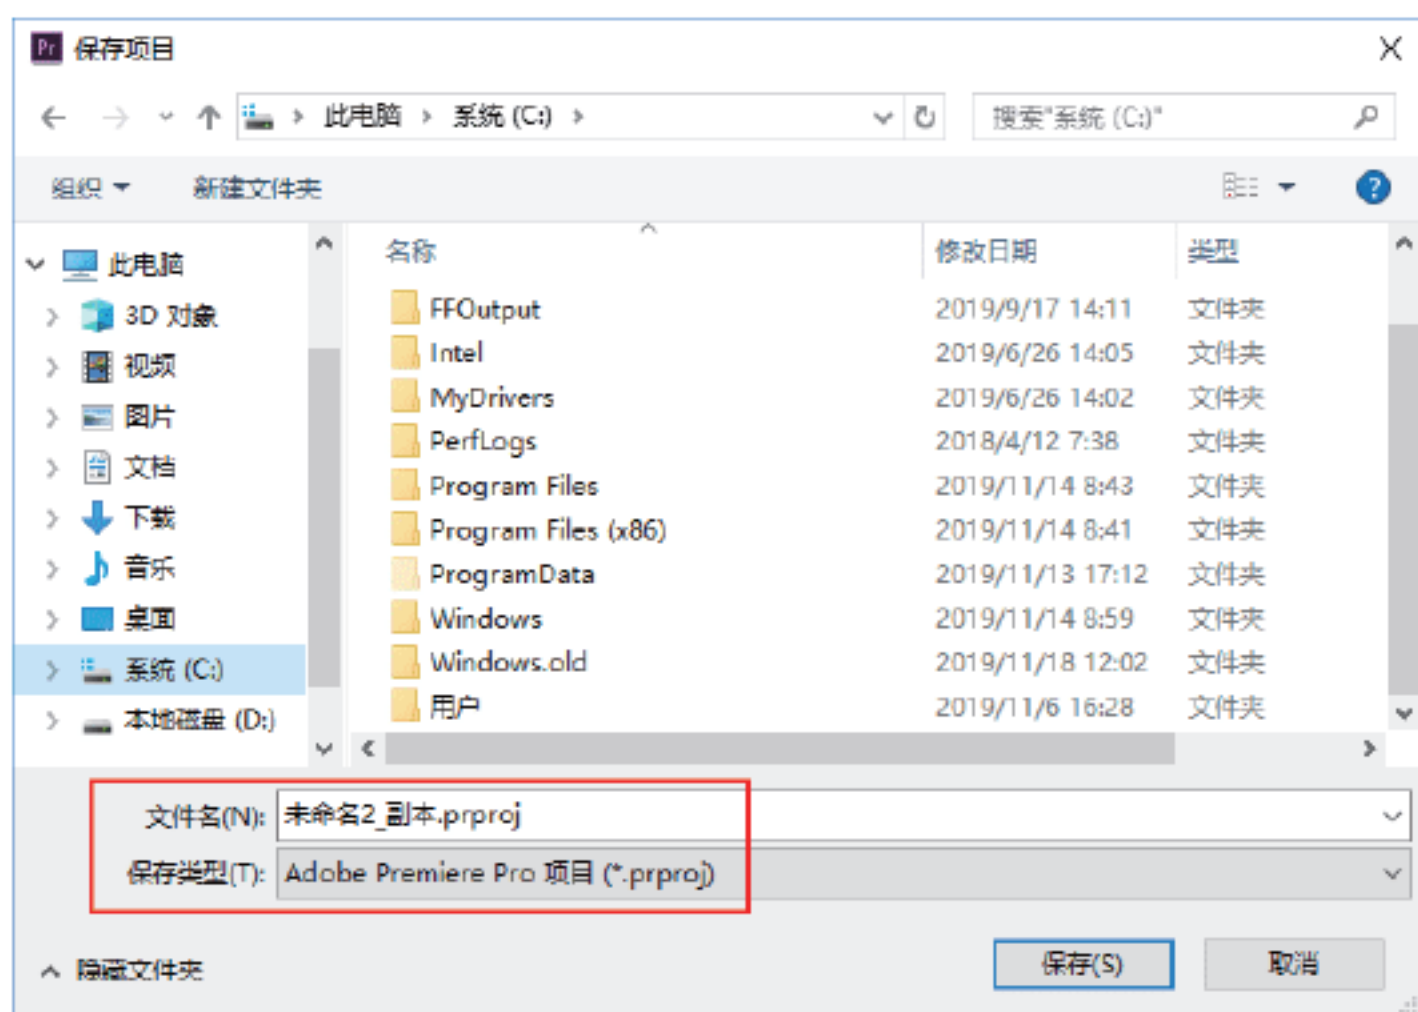 Pr 保存项目
此电脑 系统 (C:) 搜索"系统 (C:)"
组织 新建文件夹 ?
名称 修改日期 类型
此电脑
3D 对象
视频
图片
文档
下载
音乐
桌面
系统 (C:)
本地磁盘 (D:)
FFOutput 2019/9/17 14:11 文件夹
Intel 2019/6/26 14:05 文件夹
MyDrivers 2019/6/26 14:02 文件夹
PerfLogs 2018/4/12 7:38 文件夹
Program Files 2019/11/14 8:43 文件夹
Program Files (x86) 2019/11/14 8:41 文件夹
ProgramData 2019/11/13 17:12 文件夹
Windows 2019/11/14 8:59 文件夹
Windows.old 2019/11/18 12:02 文件夹
用户 2019/11/6 16:28 文件夹
文件名(N): 未命名2_副本.prproj
保存类型(T): Adobe Premiere Pro 项目 (*.prproj)
隐藏文件夹 保存(S) 取消